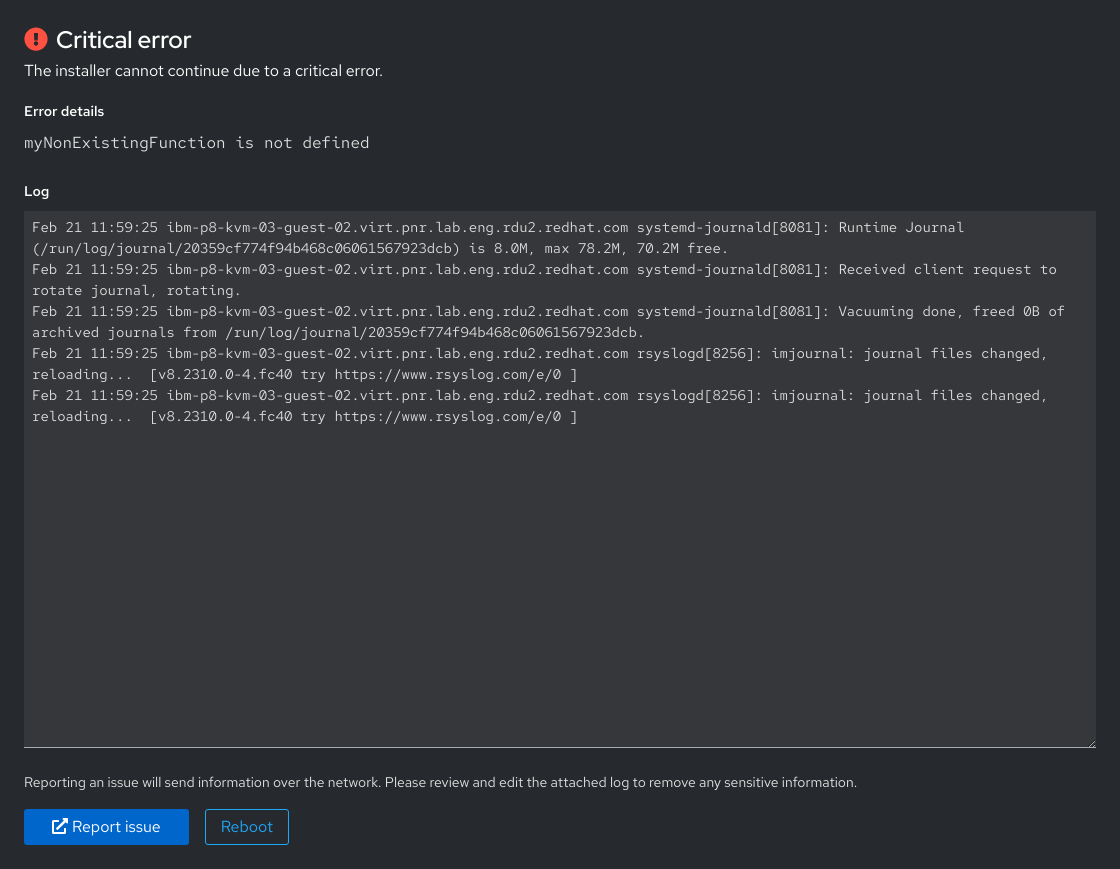 Critical error
The installer cannot continue due to a critical error.
Error details
myNonExistingFunction is not defined
Log
Feb 21 11:59:25 ibm-p8-kvm-03-guest-02.virt.pnr.lab.eng.rdu2.redhat.com systemd-journald[8081]: Runtime Journal
(/run/log/journal/20359cf774f94b468c06061567923dcb) is 8.0M, max 78.2M, 70.2M free.
Feb 21 11:59:25 ibm-p8-kvm-03-guest-02.virt.pnr.lab.eng.rdu2.redhat.com systemd-journald[8081]: Received client request to
rotate journal, rotating.
Feb 21 11:59:25 ibm-p8-kvm-03-guest-02.virt.pnr.lab.eng.rdu2.redhat.com systemd-journald[8081]: Vacuuming done, freed 0B of
archived journals from /run/log/journal/20359cf774f94b468c06061567923dcb.
Feb 21 11:59:25 ibm-p8-kvm-03-guest-02.virt.pnr.lab.eng.rdu2.redhat.com rsyslogd[8256]: imjournal: journal files changed,
reloading...  [v8.2310.0-4.fc40 try https://www.rsyslog.com/e/0 ]
Feb 21 11:59:25 ibm-p8-kvm-03-guest-02.virt.pnr.lab.eng.rdu2.redhat.com rsyslogd[8256]: imjournal: journal files changed,
reloading...  [v8.2310.0-4.fc40 try https://www.rsyslog.com/e/0 ]
Reporting an issue will send information over the network. Please review and edit the attached log to remove any sensitive information.
Report issue
Reboot